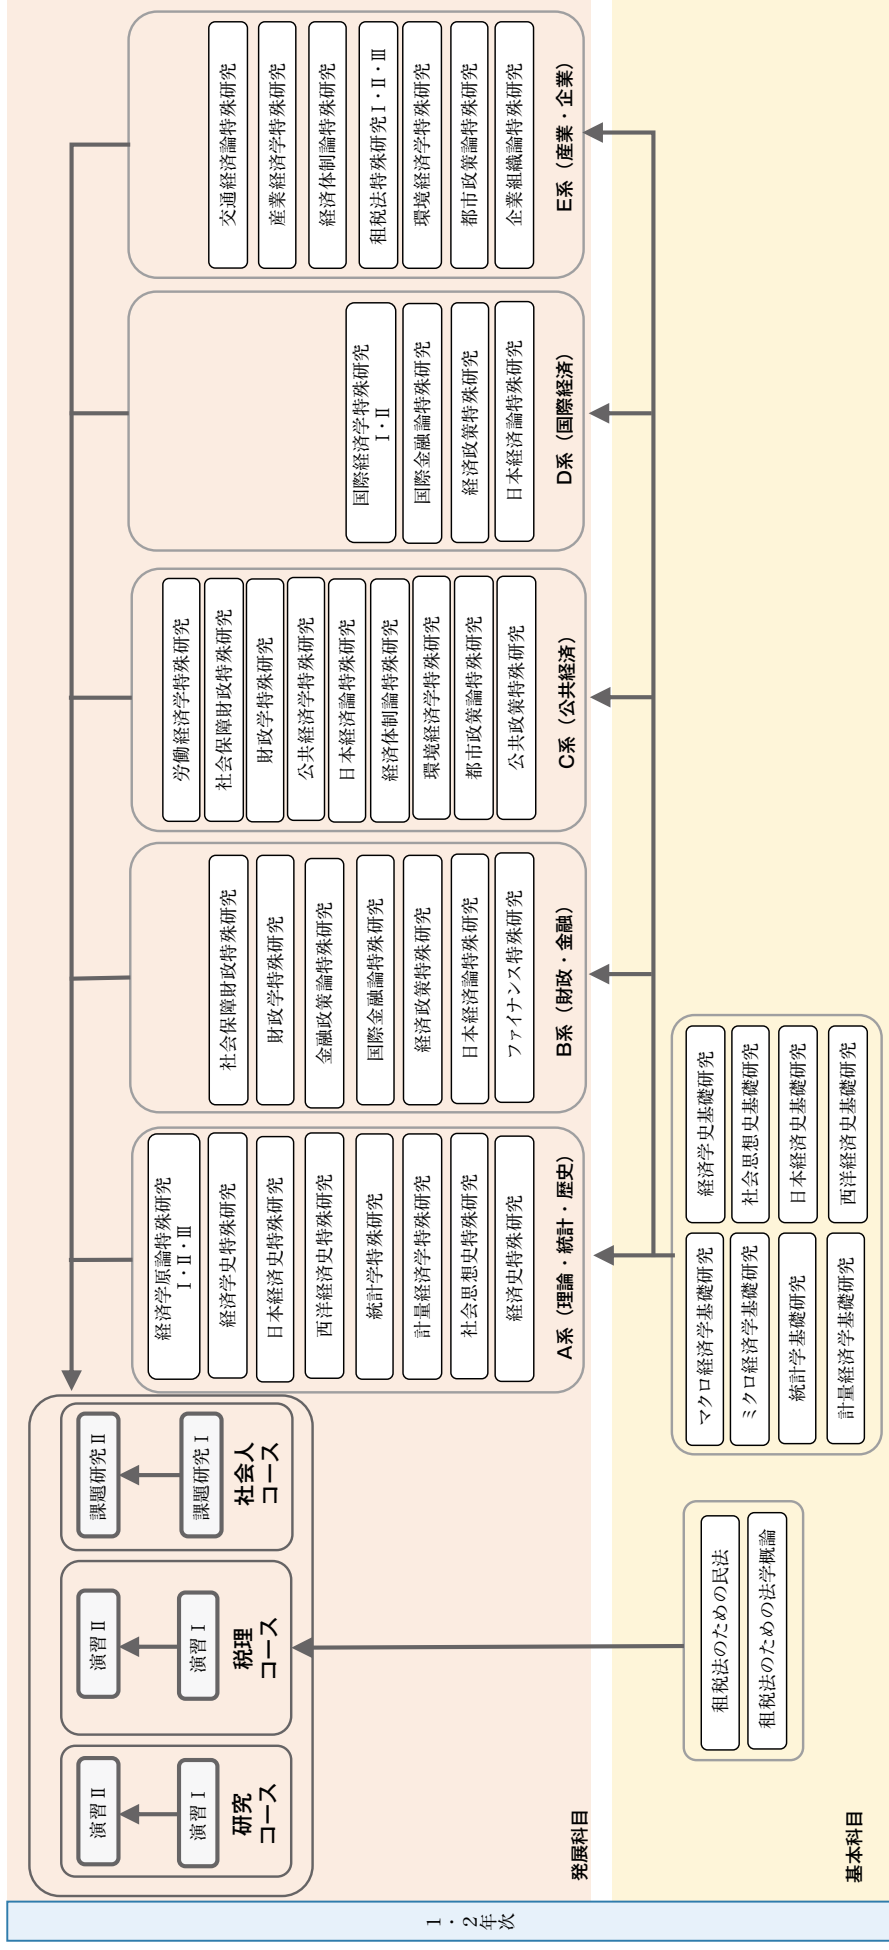 1・2年次
発展科目
研究
コース
演習Ⅱ
演習Ⅰ
税理
コース
演習Ⅱ
演習Ⅰ
社会人
コース
課題研究Ⅱ
課題研究Ⅰ
経済学原論特殊研究
Ⅰ・Ⅱ・Ⅲ
経済学史特殊研究
日本経済史特殊研究
西洋経済史特殊研究
統計学特殊研究
計量経済学特殊研究
社会思想史特殊研究
経済史特殊研究
A系（理論・統計・歴史）
社会保障財政特殊研究
財政学特殊研究
金融政策論特殊研究
国際金融論特殊研究
経済政策特殊研究
日本経済論特殊研究
ファイナンス特殊研究
B系（財政・金融）
労働経済学特殊研究
社会保障財政特殊研究
財政学特殊研究
公共経済学特殊研究
日本経済論特殊研究
経済体制論特殊研究
環境経済学特殊研究
都市政策論特殊研究
公共政策特殊研究
C系（公共経済）
国際経済学特殊研究
Ⅰ・Ⅱ
国際金融論特殊研究
経済政策特殊研究
日本経済論特殊研究
D系（国際経済）
交通経済論特殊研究
産業経済学特殊研究
経済体制論特殊研究
租税法特殊研究Ⅰ・Ⅱ・Ⅲ
環境経済学特殊研究
都市政策論特殊研究
企業組織論特殊研究
E系（産業・企業）
基本科目
租税法のための民法
租税法のための法学概論
マクロ経済学基礎研究
ミクロ経済学基礎研究
統計学基礎研究
計量経済学基礎研究
経済学史基礎研究
社会思想史基礎研究
日本経済史基礎研究
西洋経済史基礎研究